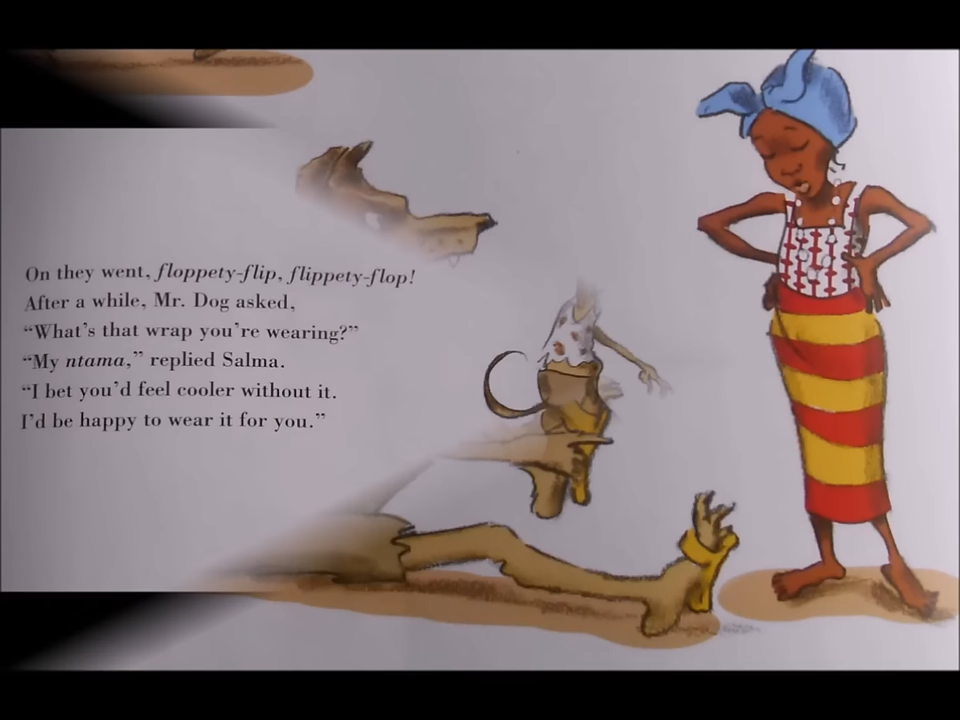 On they went, floppety-flip, flippety-flop!
After a while, Mr. Dog asked,
“What’s that wrap you’re wearing?”
“My ntama,” replied Salma.
“I bet you’d feel cooler without it.
I’d be happy to wear it for you.”